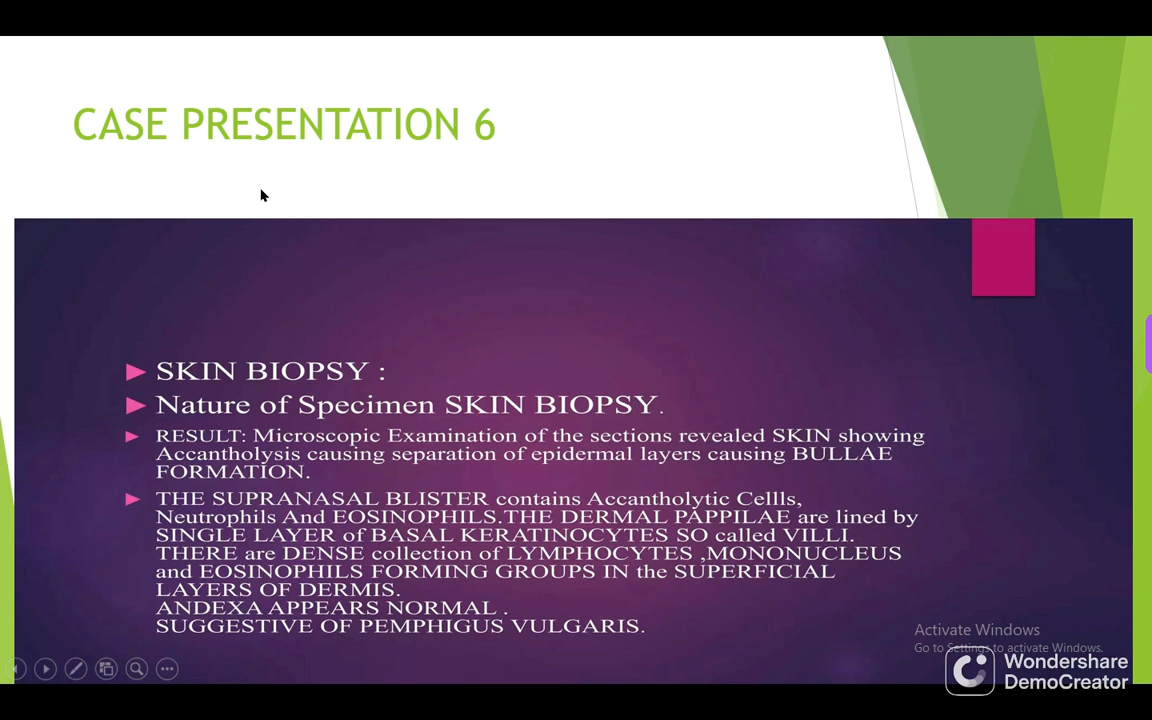 CASE PRESENTATION 6
SKIN BIOPSY :
Nature of Specimen SKIN BIOPSY.
RESULT: Microscopic Examination of the sections revealed SKIN showing
Accantholysis causing separation of epidermal layers causing BULLAE
FORMATION.
THE SUPRANASAL BLISTER contains Accantholytic Cellls,
Neutrophils And EOSINOPHILS.THE DERMAL PAPPILAE are lined by
SINGLE LAYER of BASAL KERATINOCYTES SO called VILLI.
THERE are DENSE collection of LYMPHOCYTES ,MONONUCLEUS
and EOSINOPHILS FORMING GROUPS IN the SUPERFICIAL
LAYERS OF DERMIS.
ANDEXA APPEARS NORMAL .
SUGGESTIVE OF PEMPHIGUS VULGARIS.
Activate Windows
Go to Settings to activate Windows.
Wondershare
DemoCreator